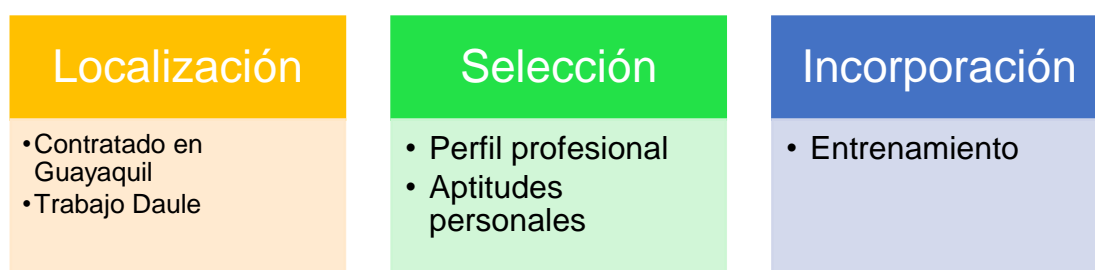 Localización
•Contratado en
Guayaquil
•Trabajo Daule
Selección
• Perfil profesional
• Aptitudes
personales
Incorporación
• Entrenamiento